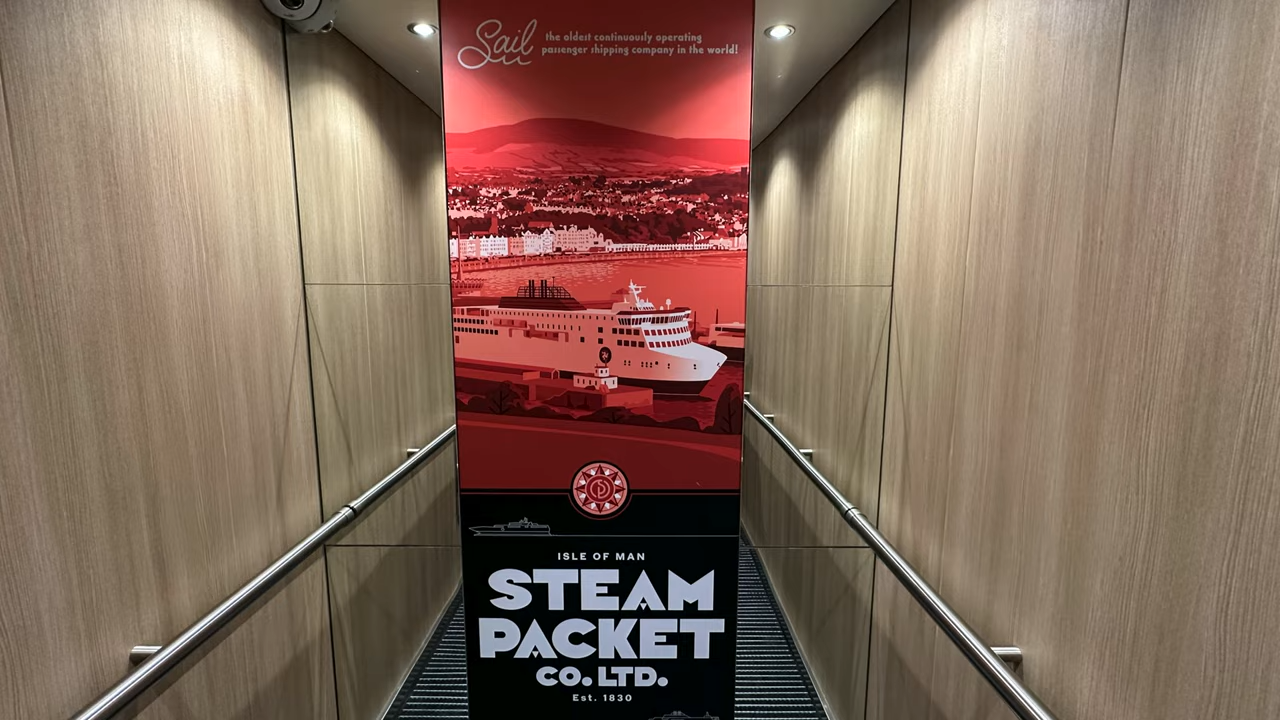 Sail the oldest continuously operating
passenger shipping company in the world!
ISLE OF MAN
STEAM
PACKET
CO. LTD.
Est. 1830